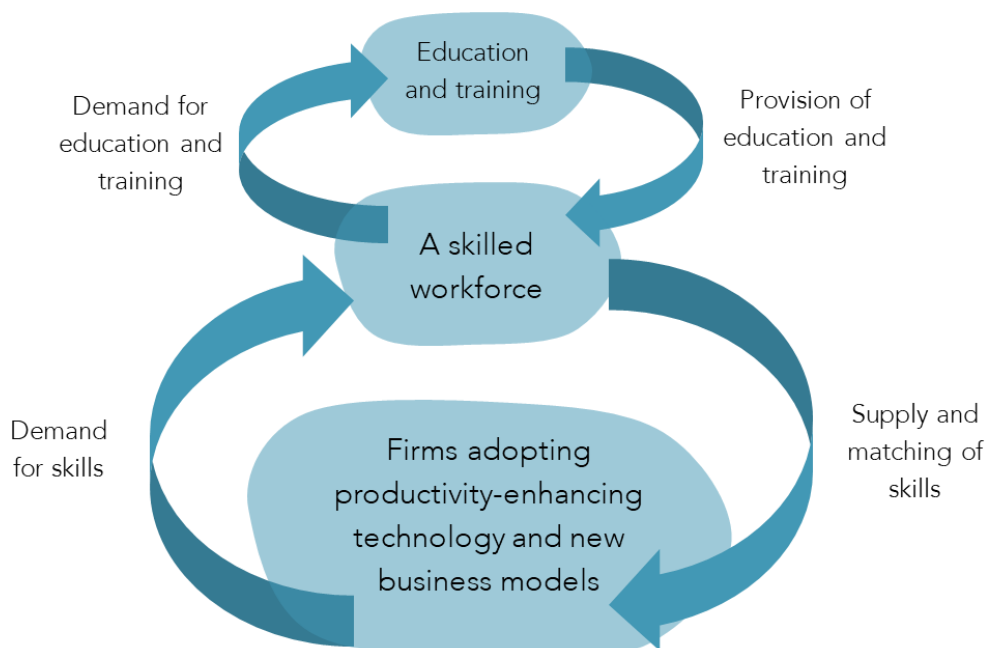 Education
and training
Demand for
education and
training
Provision of
education and
training
A skilled
workforce
Demand
for skills
Supply and
matching of
skills
Firms adopting
productivity-enhancing
technology and new
business models